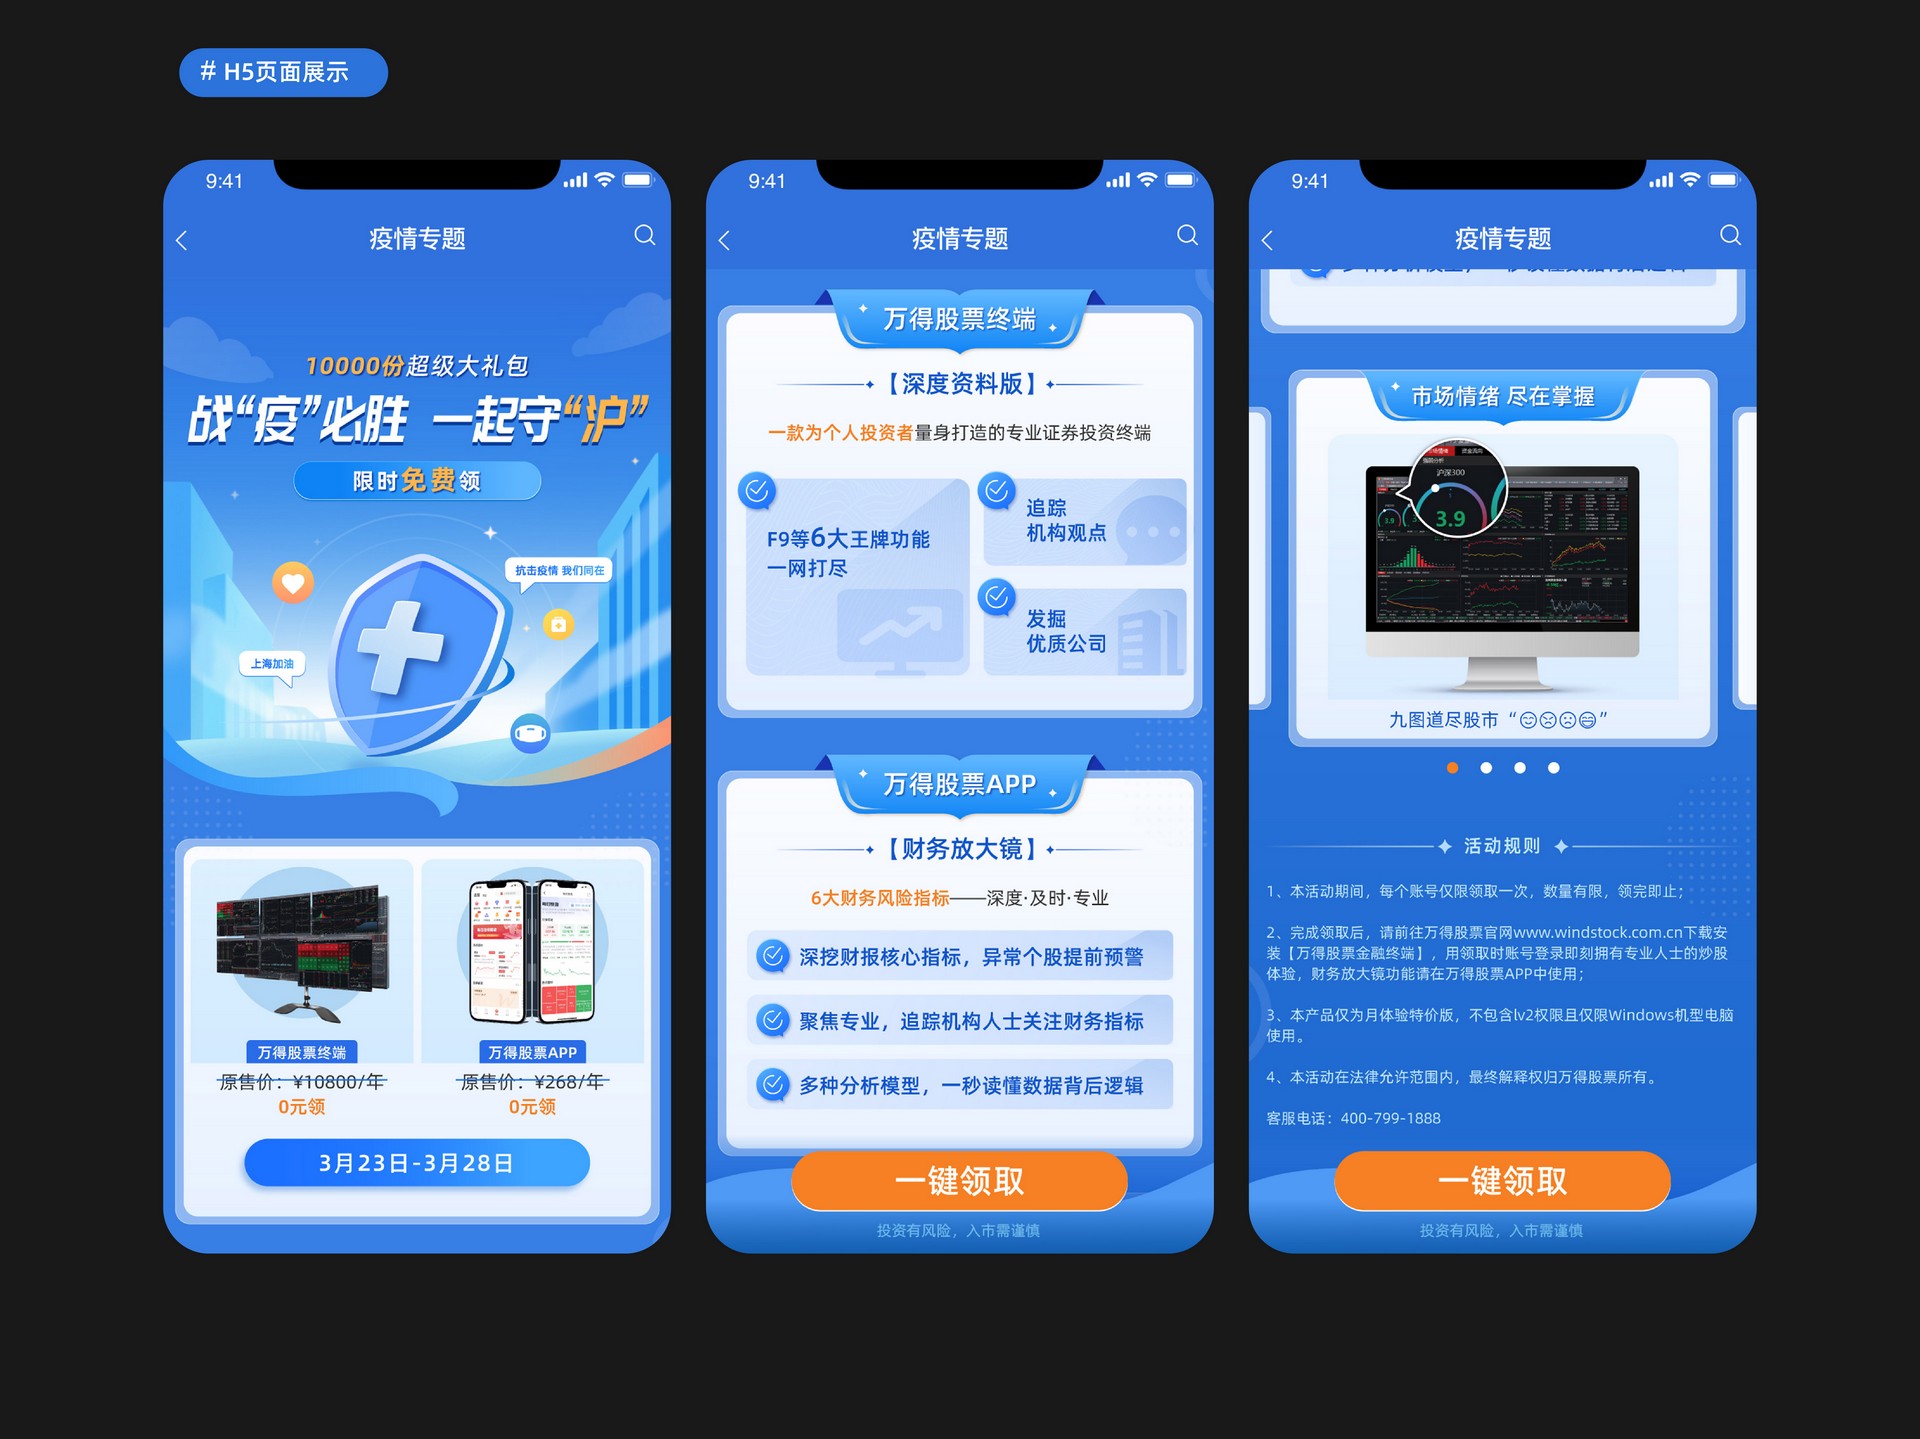 # H5页面展示
9:41
疫情专题
10000份超级大礼包
战“疫”必胜 一起守“沪”
限时免费领
抗击疫情 我们同在
上海加油
万得股票终端
原售价：¥10800/年
0元领
万得股票APP
原售价：¥268/年
0元领
3月23日-3月28日
9:41
疫情专题
万得股票终端
【深度资料版】
一款为个人投资者量身打造的专业证券投资终端
F9等6大王牌功能
一网打尽
追踪
机构观点
发掘
优质公司
万得股票APP
【财务放大镜】
6大财务风险指标——深度·及时·专业
深挖财报核心指标，异常个股提前预警
聚焦专业，追踪机构人士关注财务指标
多种分析模型，一秒读懂数据背后逻辑
一键领取
投资有风险，入市需谨慎
9:41
疫情专题
多种分析模型，一秒读懂数据背后逻辑
市场情绪 尽在掌握
沪深300
3.9
3.9
九图道尽股市“😊😣☹😄”
活动规则
1、本活动期间，每个账号仅限领取一次，数量有限，领完即止；
2、完成领取后，请前往万得股票官网www.windstock.com.cn下载安
装【万得股票金融终端】，用领取时账号登录即刻拥有专业人士的炒股
体验，财务放大镜功能请在万得股票APP中使用；
3、本产品仅为月体验特价版，不包含lv2权限且仅限Windows机型电脑
使用。
4、本活动在法律允许范围内，最终解释权归万得股票所有。
客服电话：400-799-1888
一键领取
投资有风险，入市需谨慎